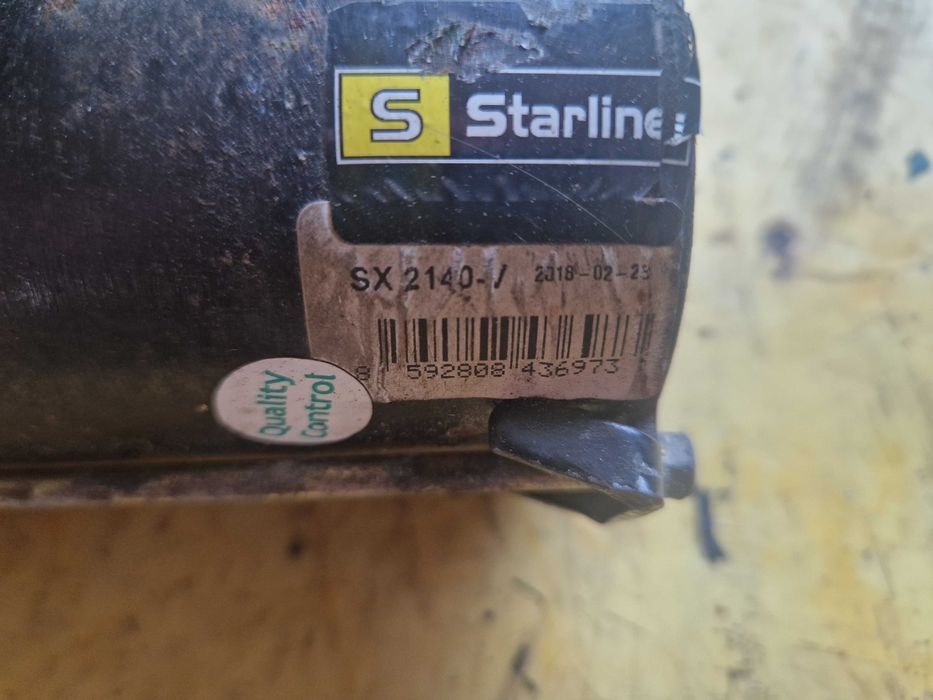 S Starline
SX 2140-V 2018-02-23
8 592808 436973
Quality
Control